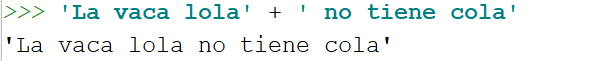 >>> 'La vaca lola' + ' no tiene cola'
'La vaca lola no tiene cola'